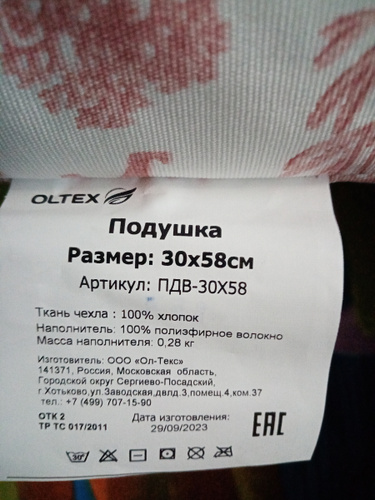 OLTEX
Подушка
Размер: 30х58см
Артикул: ПДВ-30Х58
Ткань чехла : 100% хлопок
Наполнитель: 100% полиэфирное волокно
Масса наполнителя: 0,28 кг
Изготовитель: ООО «Ол-Текс»
141371, Россия, Московская область,
Городской округ Сергиево-Посадский,
г.Хотьково,ул.Заводская,двлд.3,помещ.4,ком.37
тел.: +7 (499) 707-15-90
ОТК 2 Дата изготовления:
ТР ТС 017/2011 29/09/2023
EAC
30°